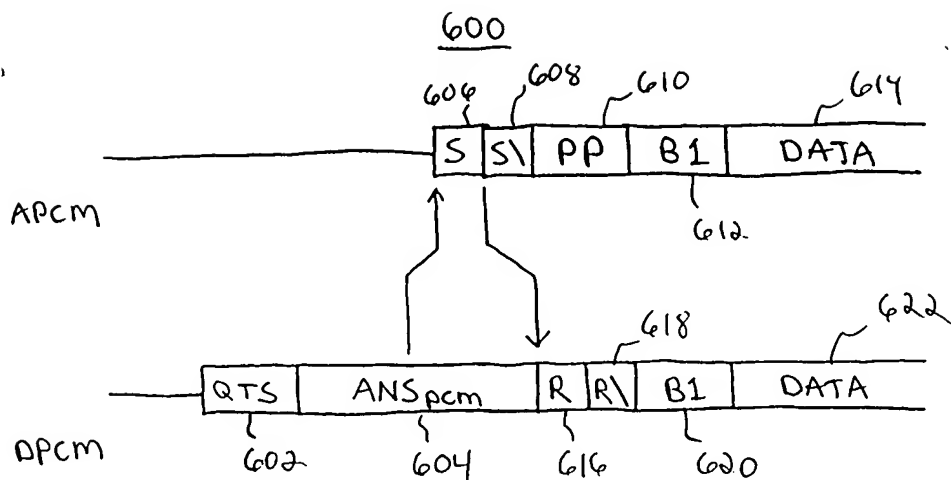 600
606 608 610 614
S S\ PP B1 DATA
APCM
612
618 622
QTS ANSpcm R R\ B1 DATA
DPCM
602 604 616 620